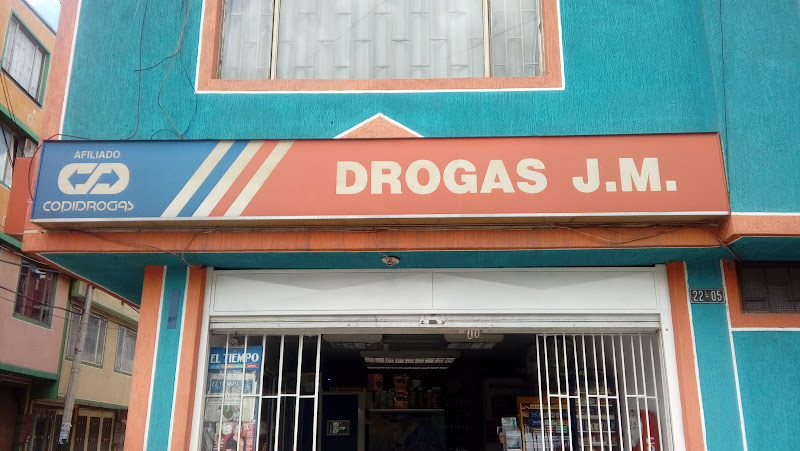 AFILIADO
COPIDROGAS
DROGAS J.M.
22-05
EL TIEMPO